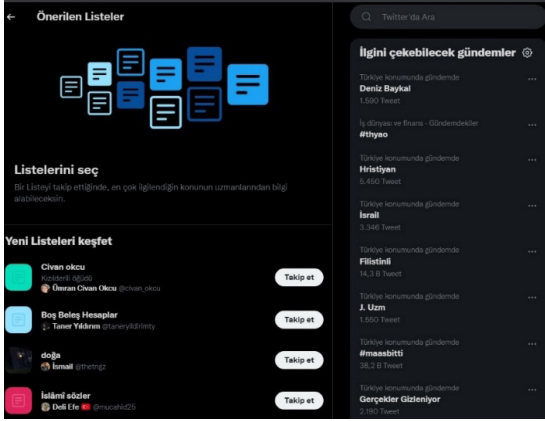 Önerilen Listeler
Listelerini seç
Bir Listeyi takip ettiğinde, en çok ilgilendiğin konunun uzmanlarından bilgi
alabileceksin.
Yeni Listeleri keşfet
Civan okcu
Kızılderili öğüdü
Ümran Civan Okcu @civan_okcu
Takip et
Boş Beleş Hesaplar
Taner Yıldırım @taneryildirimty
Takip et
doğa
İsmail @thetngz
Takip et
İslâmî sözler
Deli Efe @mucahid25
Takip et
Twitter'da Ara
İlgini çekebilecek gündemler
Türkiye konumunda gündemde
Deniz Baykal
1.590 Tweet
İş dünyası ve finans · Gündemdekiler
#thyao
Türkiye konumunda gündemde
Hristiyan
5.450 Tweet
Türkiye konumunda gündemde
İsrail
3.346 Tweet
Türkiye konumunda gündemde
Filistinli
14,3 B Tweet
Türkiye konumunda gündemde
J. Uzm
1.550 Tweet
Türkiye konumunda gündemde
#maasbitti
38,2 B Tweet
Türkiye konumunda gündemde
Gerçekler Gizleniyor
2.190 Tweet